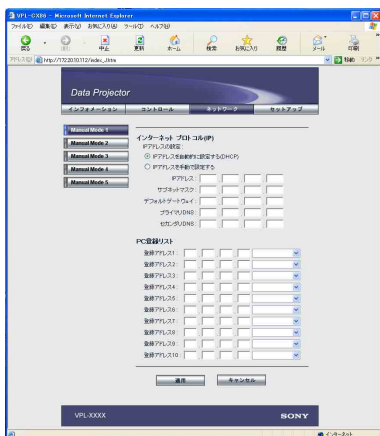 VPL-CX86 - Microsoft Internet Explorer
ファイル(F) 編集(E) 表示(V) お気に入り(A) ツール(T) ヘルプ(H)
戻る 中止 更新 ホーム 検索 お気に入り 履歴 メール 印刷
アドレス(D) http://172.20.10.112/index_J.htm 移動 リンク
Data Projector
インフォメーション コントロール ネットワーク セットアップ
Manual Mode 1
Manual Mode 2
Manual Mode 3
Manual Mode 4
Manual Mode 5
インターネット プロトコル(IP)
IPアドレスの設定:
IPアドレスを自動的に設定する(DHCP)
IPアドレスを手動で設定する
IPアドレス:
サブネットマスク:
デフォルトゲートウェイ:
プライマリDNS:
セカンダリDNS:
PC登録リスト
登録アドレス1:
登録アドレス2:
登録アドレス3:
登録アドレス4:
登録アドレス5:
登録アドレス6:
登録アドレス7:
登録アドレス8:
登録アドレス9:
登録アドレス10:
適用 キャンセル
VPL-XXXX SONY
インターネット